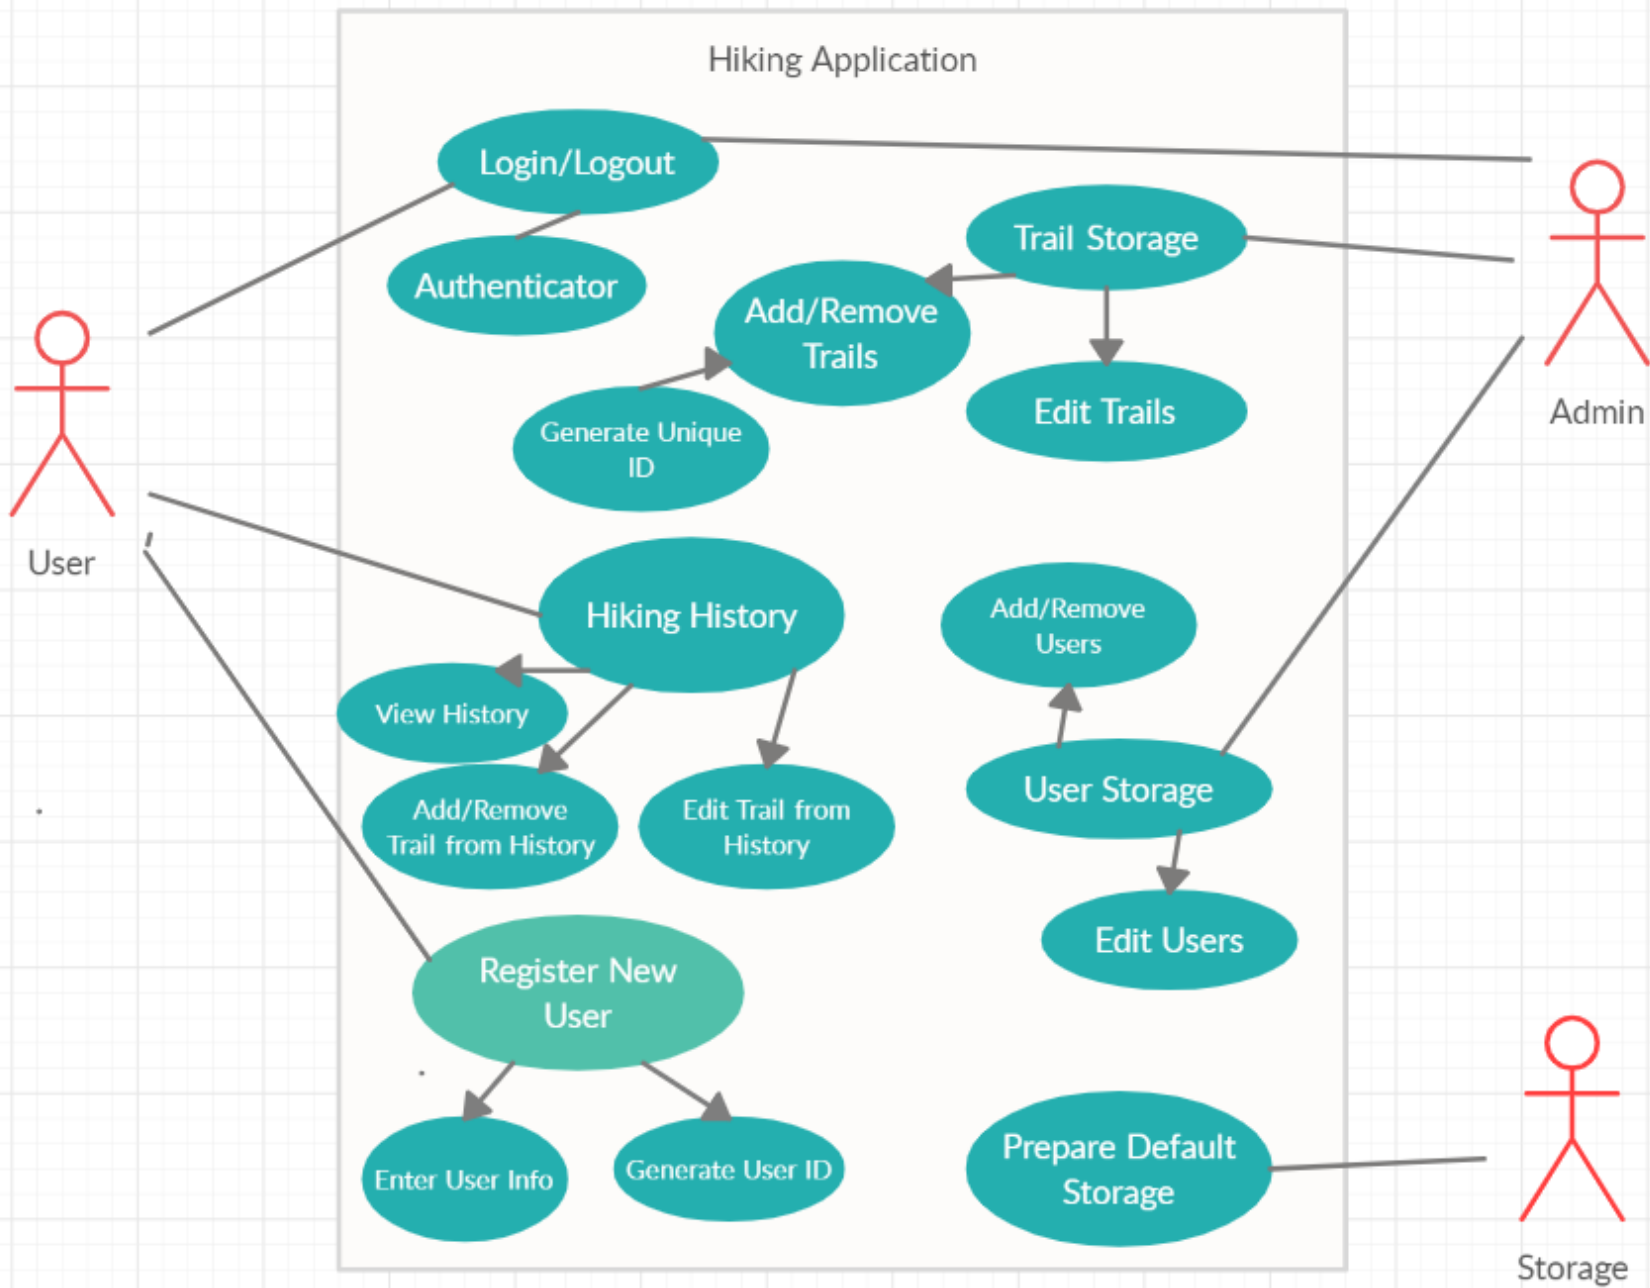 Hiking Application
Login/Logout
Authenticator
Trail Storage
Add/Remove
Trails
Edit Trails
Generate Unique
ID
Admin
User
Hiking History
Add/Remove
Users
View History
Add/Remove
Trail from History
Edit Trail from
History
User Storage
Edit Users
Register New
User
Enter User Info
Generate User ID
Prepare Default
Storage
Storage